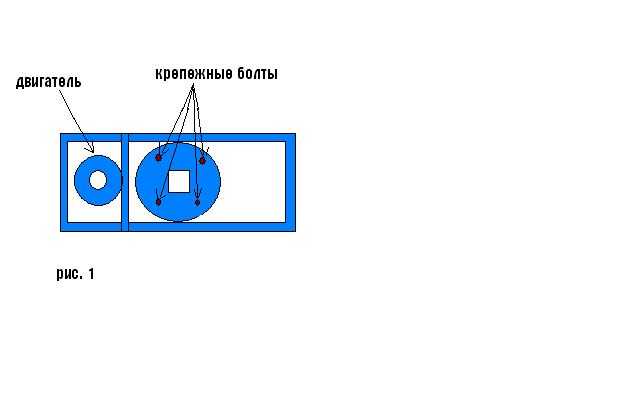 крепежные болты
двигатель
рис. 1